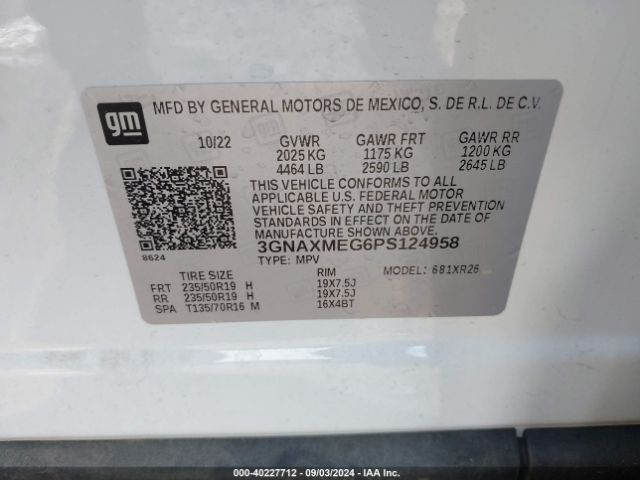 gm
MFD BY GENERAL MOTORS DE MEXICO, S. DE R.L. DE C.V.
10/22 GVWR GAWR FRT GAWR RR
2025 KG 1175 KG 1200 KG
4464 LB 2590 LB 2645 LB
THIS VEHICLE CONFORMS TO ALL
APPLICABLE U.S. FEDERAL MOTOR
VEHICLE SAFETY AND THEFT PREVENTION
STANDARDS IN EFFECT ON THE DATE OF
MANUFACTURE SHOWN ABOVE.
3GNAXMEG6PS124958
8624
TYPE: MPV
MODEL: 681XR26
TIRE SIZE RIM
FRT 235/50R19 H 19X7.5J
RR 235/50R19 H 19X7.5J
SPA T135/70R16 M 16X4BT
000-40227712 - 09/03/2024 - IAA Inc.